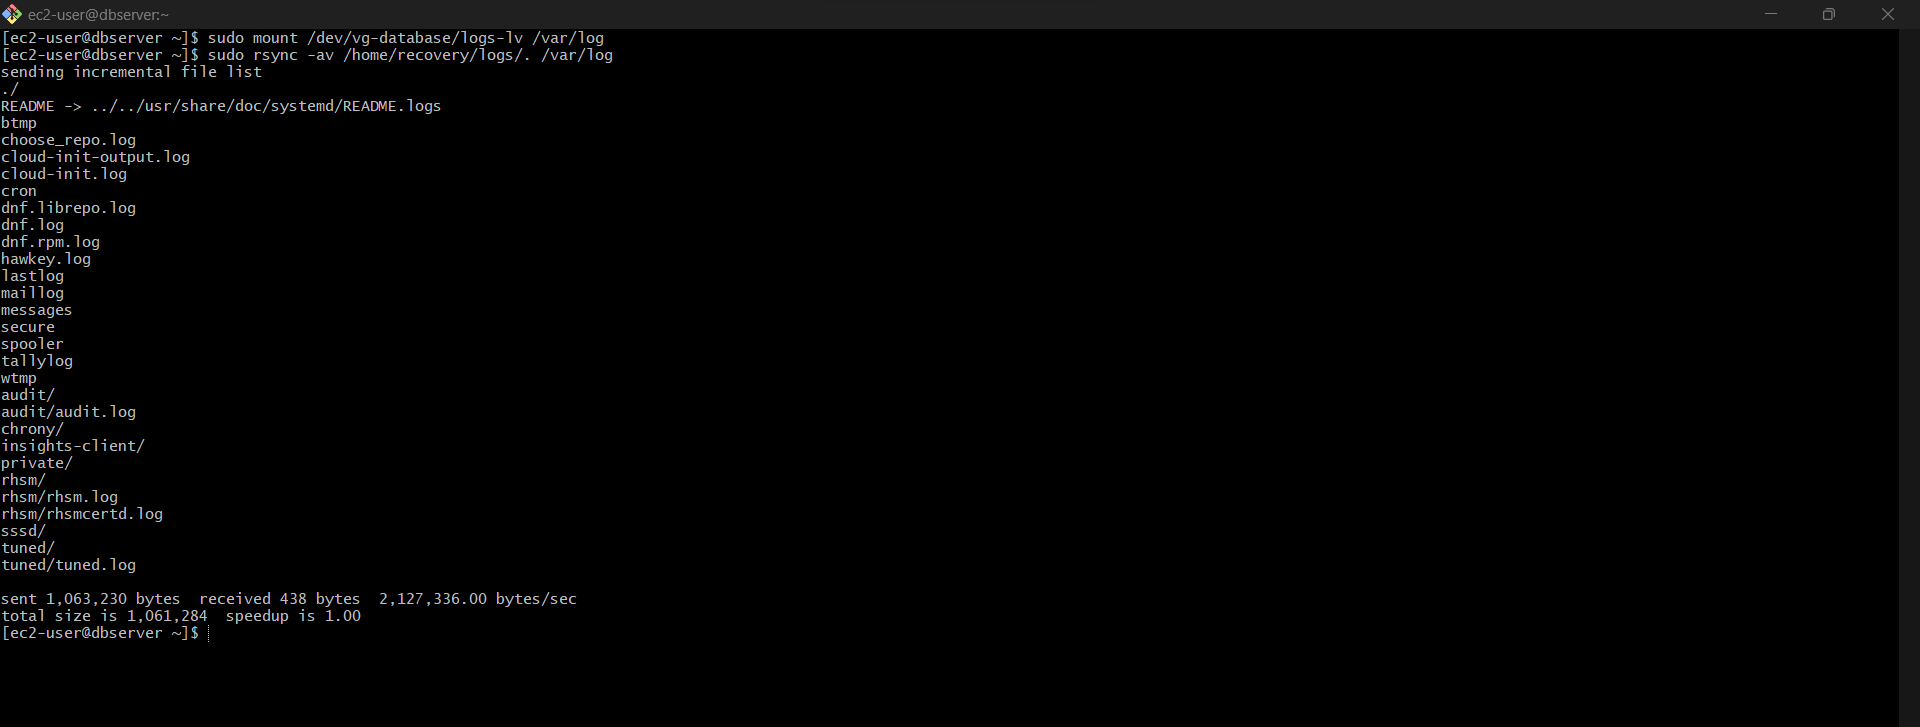 ec2-user@dbserver:~
[ec2-user@dbserver ~]$ sudo mount /dev/vg-database/logs-lv /var/log
[ec2-user@dbserver ~]$ sudo rsync -av /home/recovery/logs/. /var/log
sending incremental file list
./
README -> ../../usr/share/doc/systemd/README.logs
btmp
choose_repo.log
cloud-init-output.log
cloud-init.log
cron
dnf.librepo.log
dnf.log
dnf.rpm.log
hawkey.log
lastlog
maillog
messages
secure
spooler
tallylog
wtmp
audit/
audit/audit.log
chrony/
insights-client/
private/
rhsm/
rhsm/rhsm.log
rhsm/rhsmcertd.log
sssd/
tuned/
tuned/tuned.log
sent 1,063,230 bytes  received 438 bytes  2,127,336.00 bytes/sec
total size is 1,061,284  speedup is 1.00
[ec2-user@dbserver ~]$